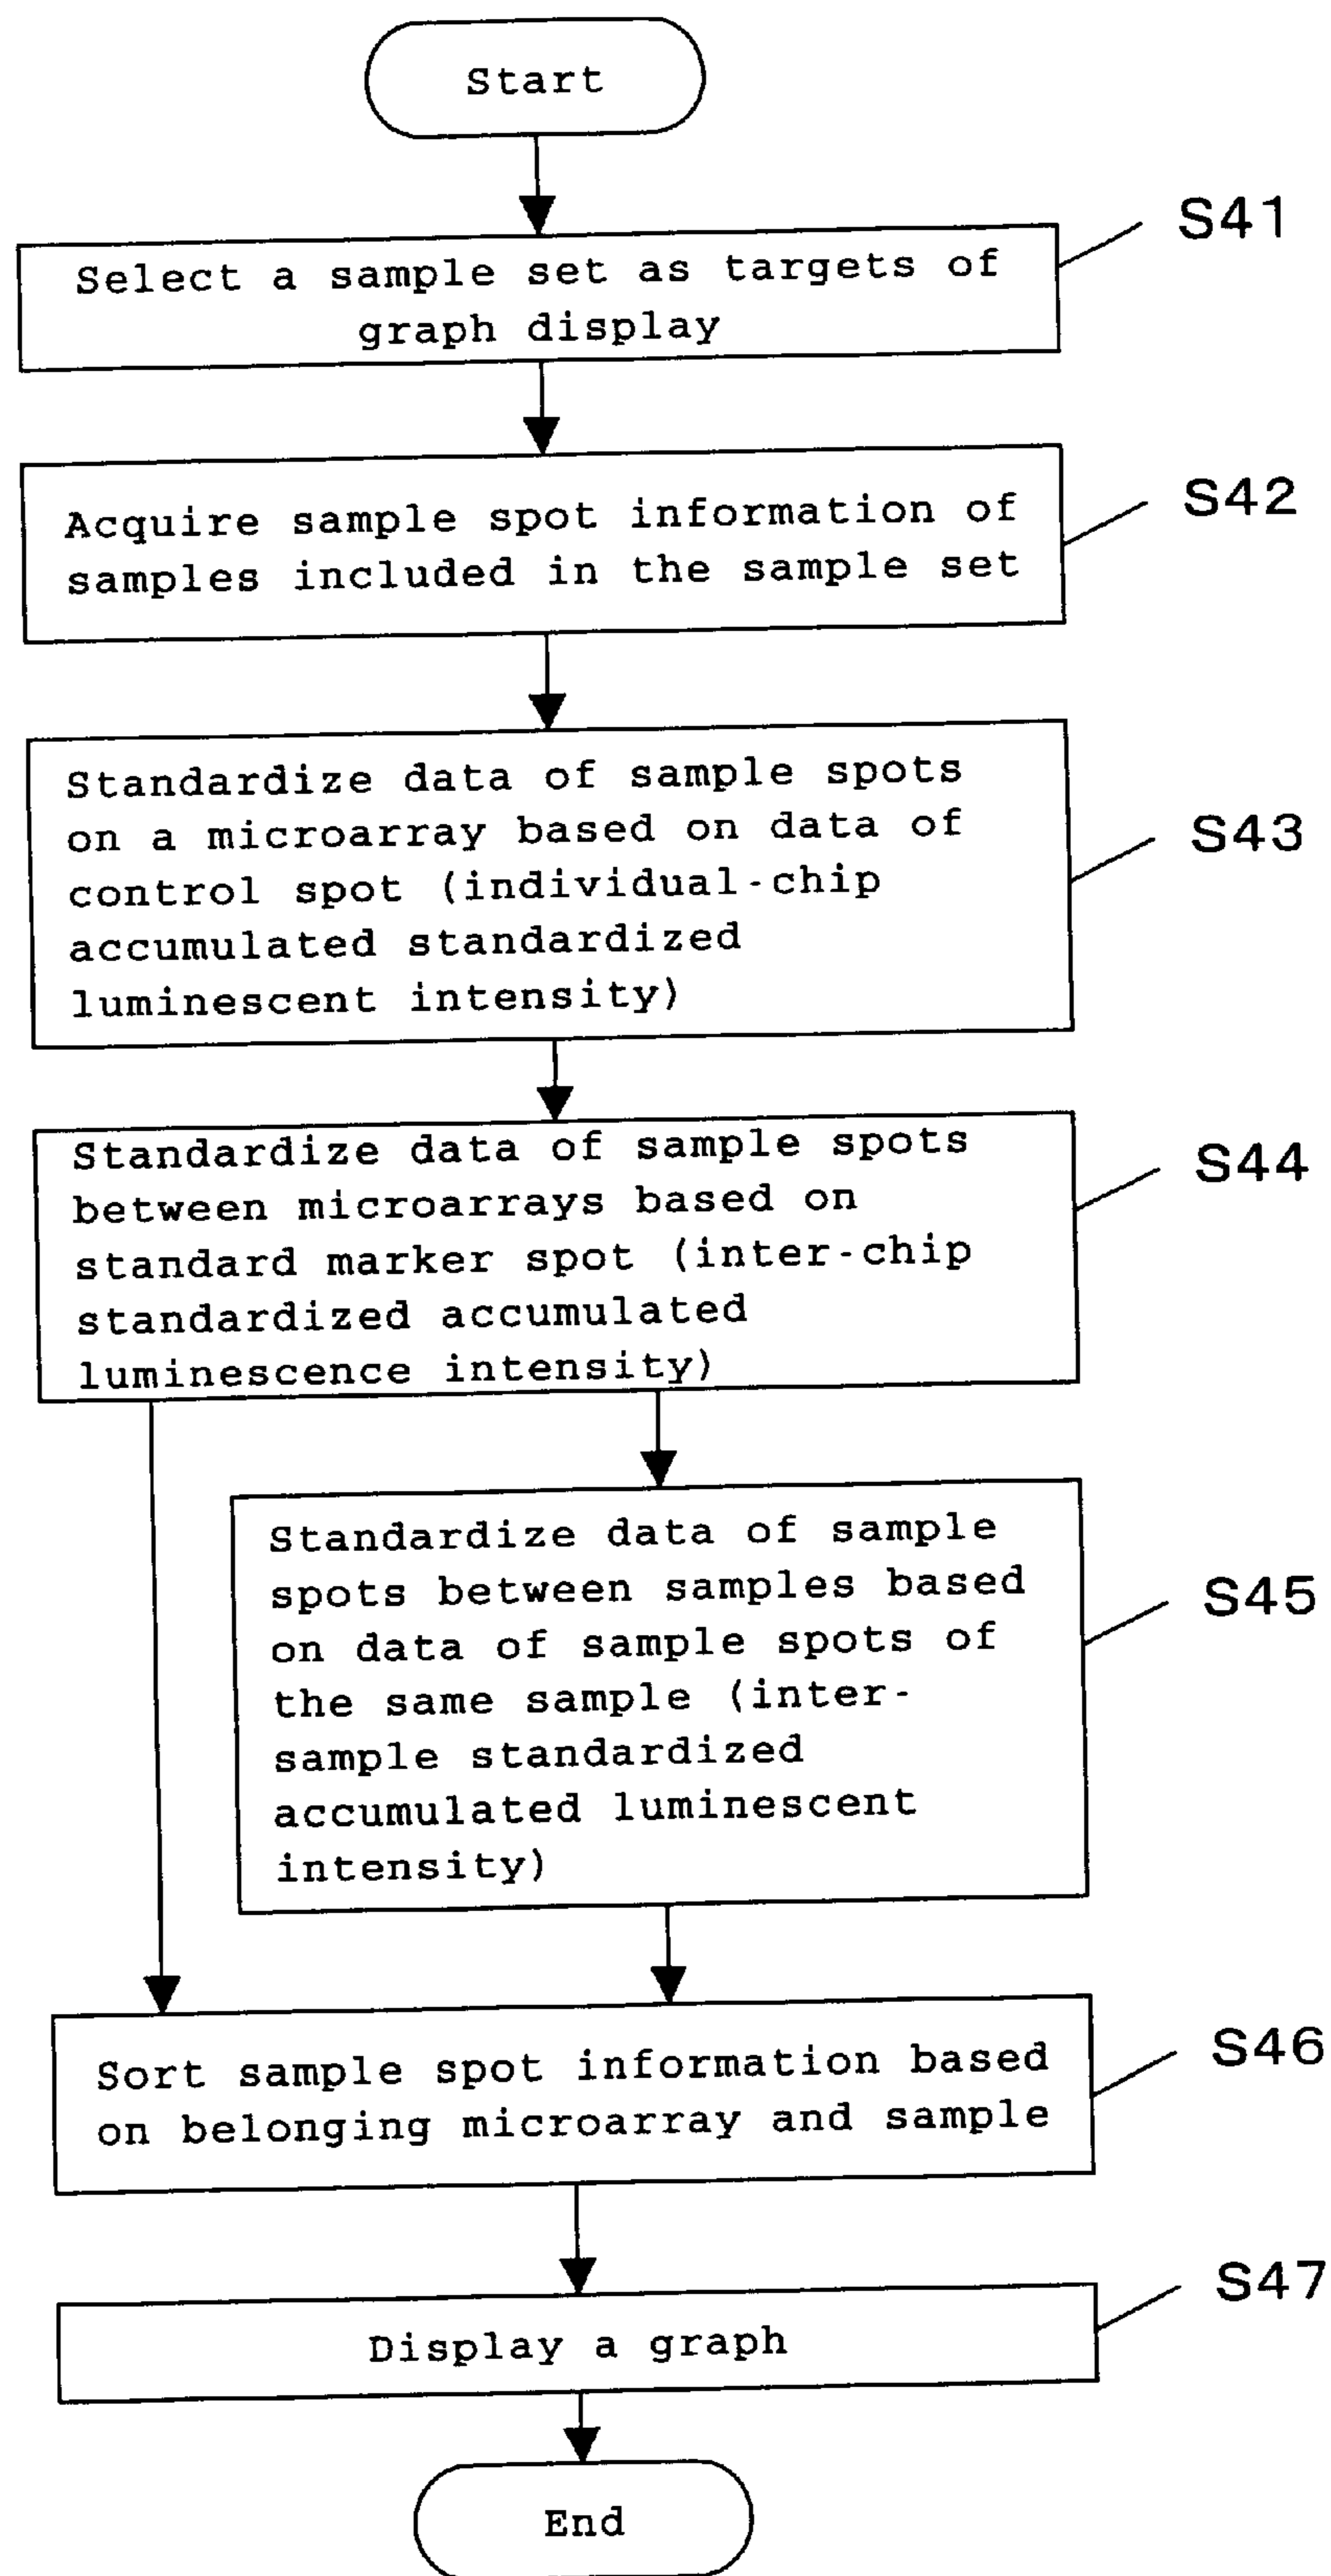 Start
S41
Select a sample set as targets of
graph display
S42
Acquire sample spot information of
samples included in the sample set
S43
Standardize data of sample spots
on a microarray based on data of
control spot (individual-chip
accumulated standardized
luminescent intensity)
S44
Standardize data of sample spots
between microarrays based on
standard marker spot (inter-chip
standardized accumulated
luminescence intensity)
S45
Standardize data of sample
spots between samples based
on data of sample spots of
the same sample (inter-
sample standardized
accumulated luminescent
intensity)
S46
Sort sample spot information based
on belonging microarray and sample
S47
Display a graph
End